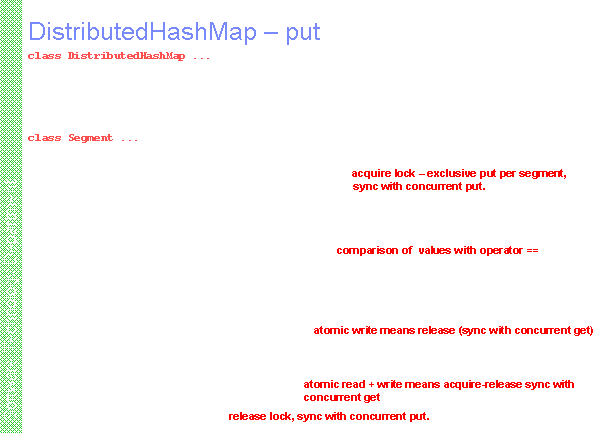 DistributedHashMap – put
class DistributedHashMap ...
class Segment ...
acquire lock – exclusive put per segment,
sync with concurrent put.
comparison of values with operator ==
atomic write means release (sync with concurrent get)
atomic read + write means acquire-release sync with
concurrent get
release lock, sync with concurrent put.